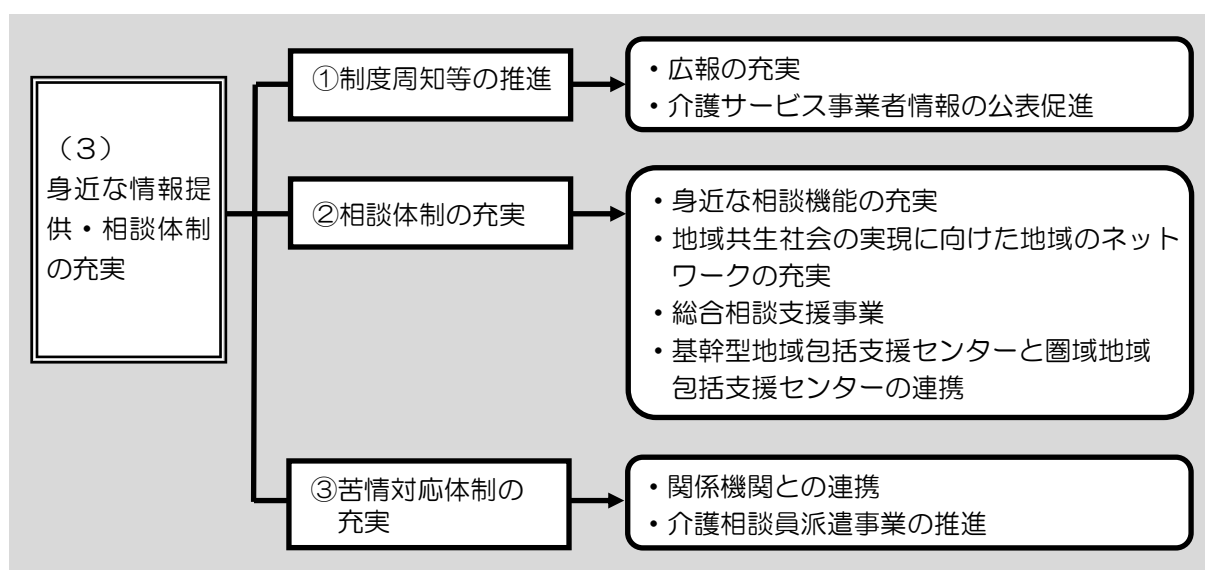 （3）
身近な情報提
供・相談体制
の充実
①制度周知等の推進
・広報の充実
・介護サービス事業者情報の公表促進
②相談体制の充実
・身近な相談機能の充実
・地域共生社会の実現に向けた地域のネット
ワークの充実
・総合相談支援事業
・基幹型地域包括支援センターと圏域地域
包括支援センターの連携
③苦情対応体制の
充実
・関係機関との連携
・介護相談員派遣事業の推進